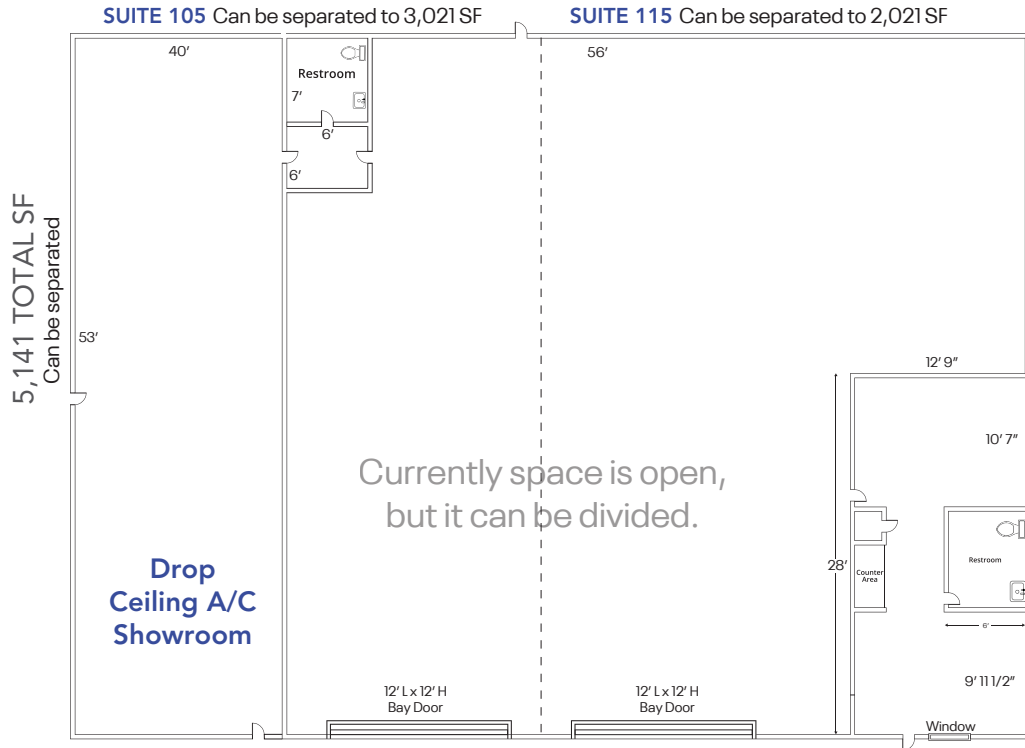 SUITE 105 Can be separated to 3,021 SF
SUITE 115 Can be separated to 2,021 SF
40'
56'
Restroom
7'
6'
6'
5,141 TOTAL SF
Can be separated
53'
12' 9"
10' 7"
Currently space is open,
but it can be divided.
28'
Counter
Area
Restroom
6'
Drop
Ceiling A/C
Showroom
12' L x 12' H
Bay Door
12' L x 12' H
Bay Door
9' 11 1/2"
Window